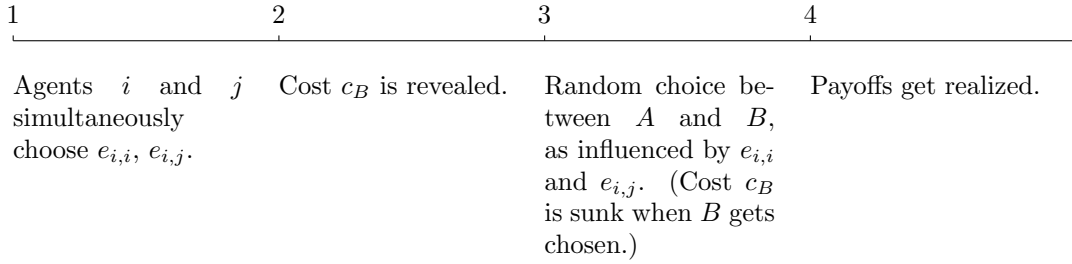 1 2 3 4
Agents i and j
simultaneously
choose e_{i,i}, e_{i,j}.
Cost c_B is revealed.
Random choice be-
tween A and B,
as influenced by e_{i,i}
and e_{i,j}. (Cost c_B
is sunk when B gets
chosen.)
Payoffs get realized.